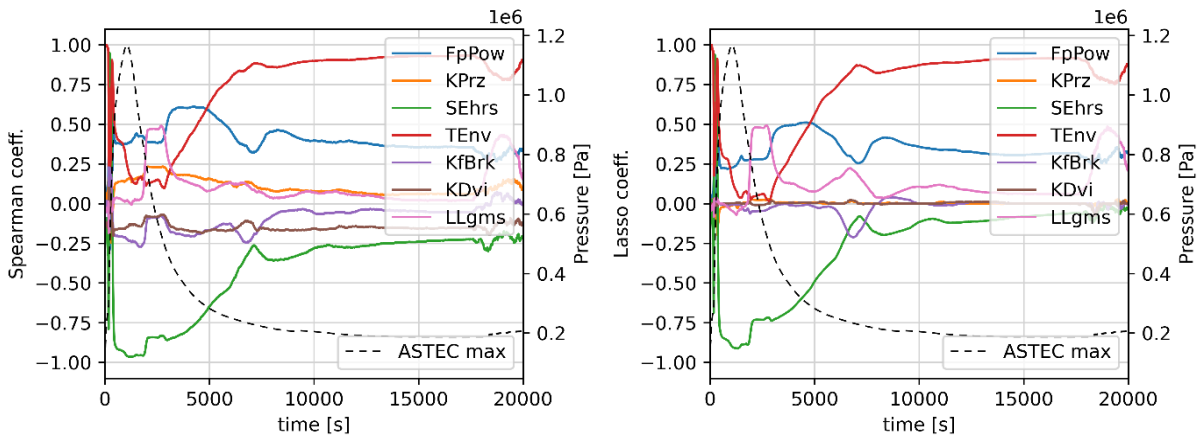 1e6
1.00
0.75
0.50
0.25
0.00
−0.25
−0.50
−0.75
−1.00
Spearman coeff.
FpPow
KPrz
SEhrs
TEnv
KfBrk
KDvi
LLgms
ASTEC max
1.2
1.0
0.8
0.6
0.4
0.2
Pressure [Pa]
0 5000 10000 15000 20000
time [s]
1e6
1.00
0.75
0.50
0.25
0.00
−0.25
−0.50
−0.75
−1.00
Lasso coeff.
FpPow
KPrz
SEhrs
TEnv
KfBrk
KDvi
LLgms
ASTEC max
1.2
1.0
0.8
0.6
0.4
0.2
Pressure [Pa]
0 5000 10000 15000 20000
time [s]